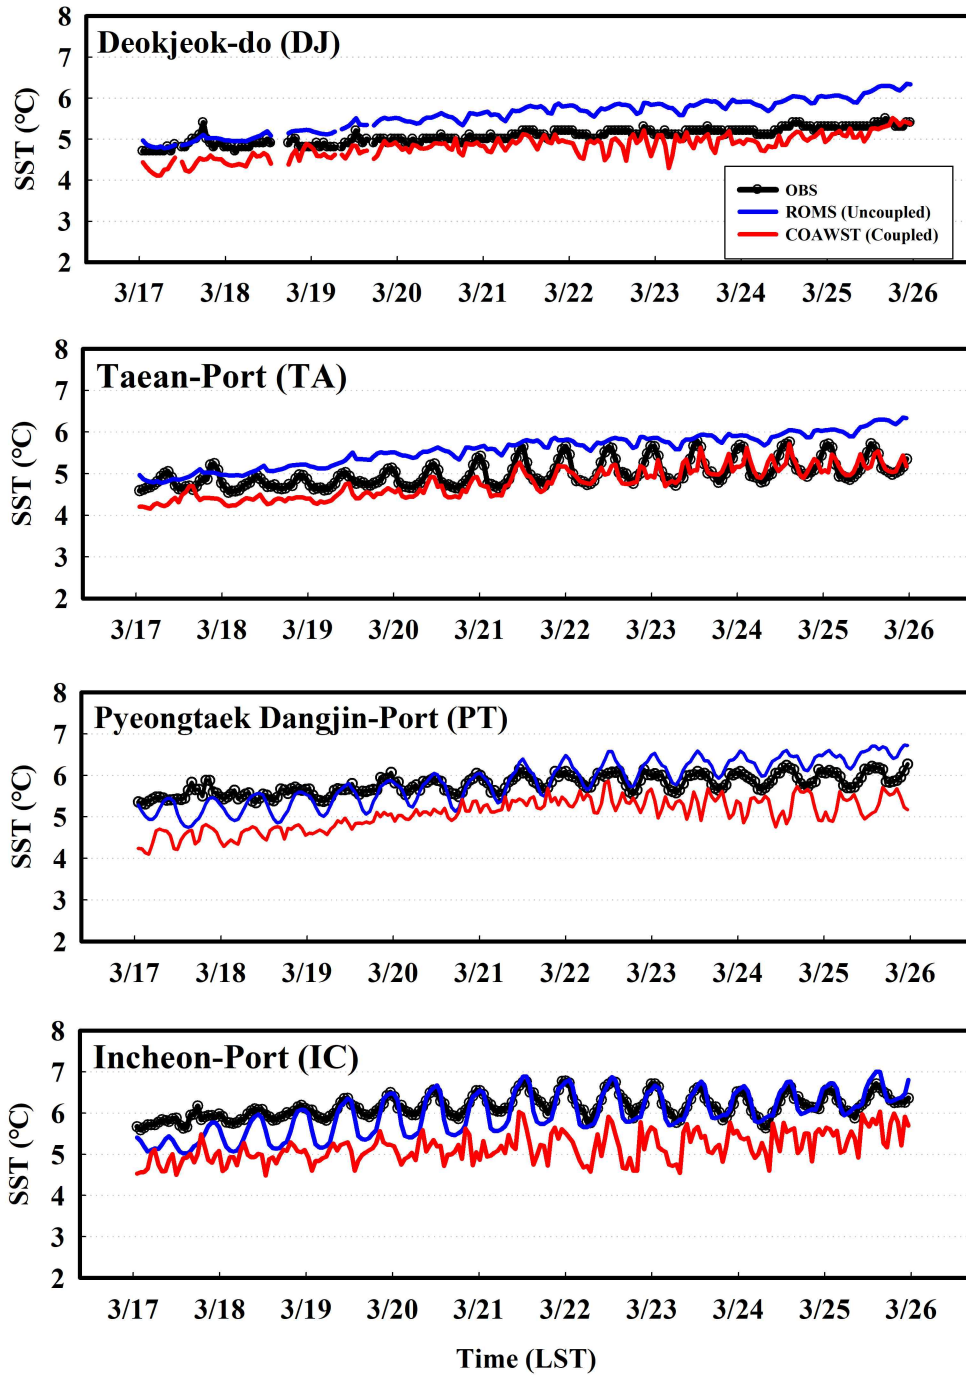 Deokjeok-do (DJ)
SST (°C)
8
7
6
5
4
3
2
OBS
ROMS (Uncoupled)
COAWST (Coupled)
3/17 3/18 3/19 3/20 3/21 3/22 3/23 3/24 3/25 3/26
Taean-Port (TA)
SST (°C)
8
7
6
5
4
3
2
3/17 3/18 3/19 3/20 3/21 3/22 3/23 3/24 3/25 3/26
Pyeongtaek Dangjin-Port (PT)
SST (°C)
8
7
6
5
4
3
2
3/17 3/18 3/19 3/20 3/21 3/22 3/23 3/24 3/25 3/26
Incheon-Port (IC)
SST (°C)
8
7
6
5
4
3
2
3/17 3/18 3/19 3/20 3/21 3/22 3/23 3/24 3/25 3/26
Time (LST)